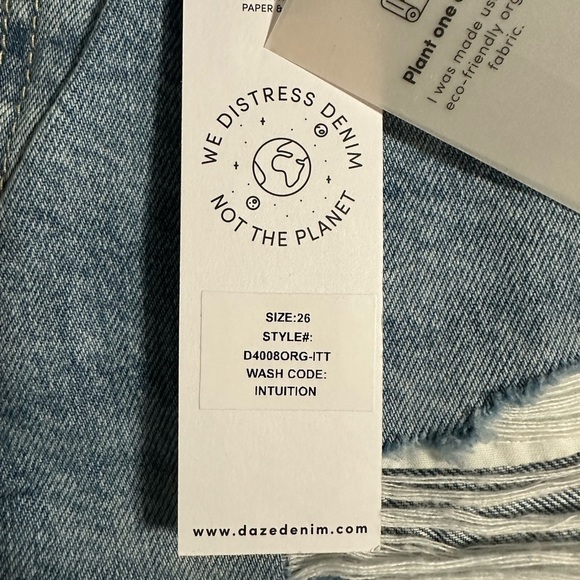 PAPER &
Plant one
I was made us
eco-friendly org
fabric.
WE DISTRESS DENIM
NOT THE PLANET
SIZE:26
STYLE#:
D4008ORG-ITT
WASH CODE:
INTUITION
www.dazedenim.com